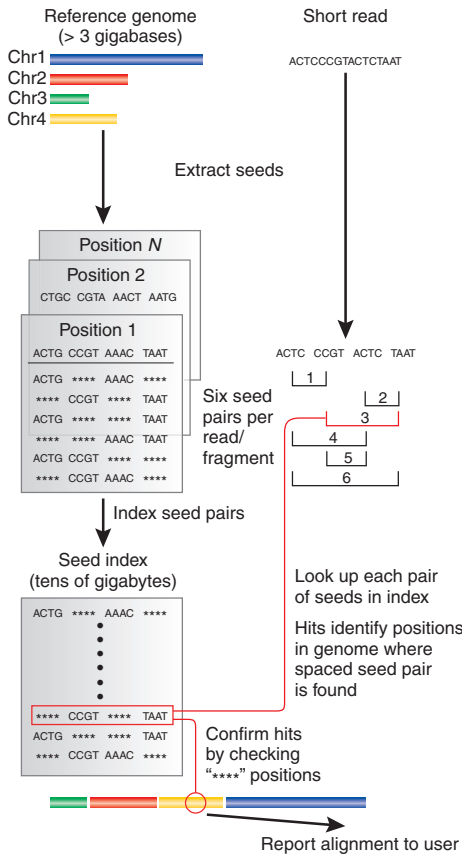 Reference genome
(> 3 gigabases)
Chr1
Chr2
Chr3
Chr4
Short read
ACTCCCGTACTCTAAT
Extract seeds
Position N
Position 2
CTGC CGTA AACT AATG
Position 1
ACTG CCGT AAAC TAAT
ACTG **** AAAC ****
**** CCGT **** TAAT
ACTG **** **** TAAT
**** **** AAAC TAAT
ACTG CCGT **** ****
**** CCGT AAAC ****
Six seed
pairs per
read/
fragment
ACTC CCGT ACTC TAAT
1
2
3
4
5
6
Index seed pairs
Seed index
(tens of gigabytes)
ACTG **** AAAC ****
**** CCGT **** TAAT
ACTG **** **** TAAT
**** CCGT AAAC ****
Look up each pair
of seeds in index
Hits identify positions
in genome where
spaced seed pair
is found
Confirm hits
by checking
“****” positions
Report alignment to user